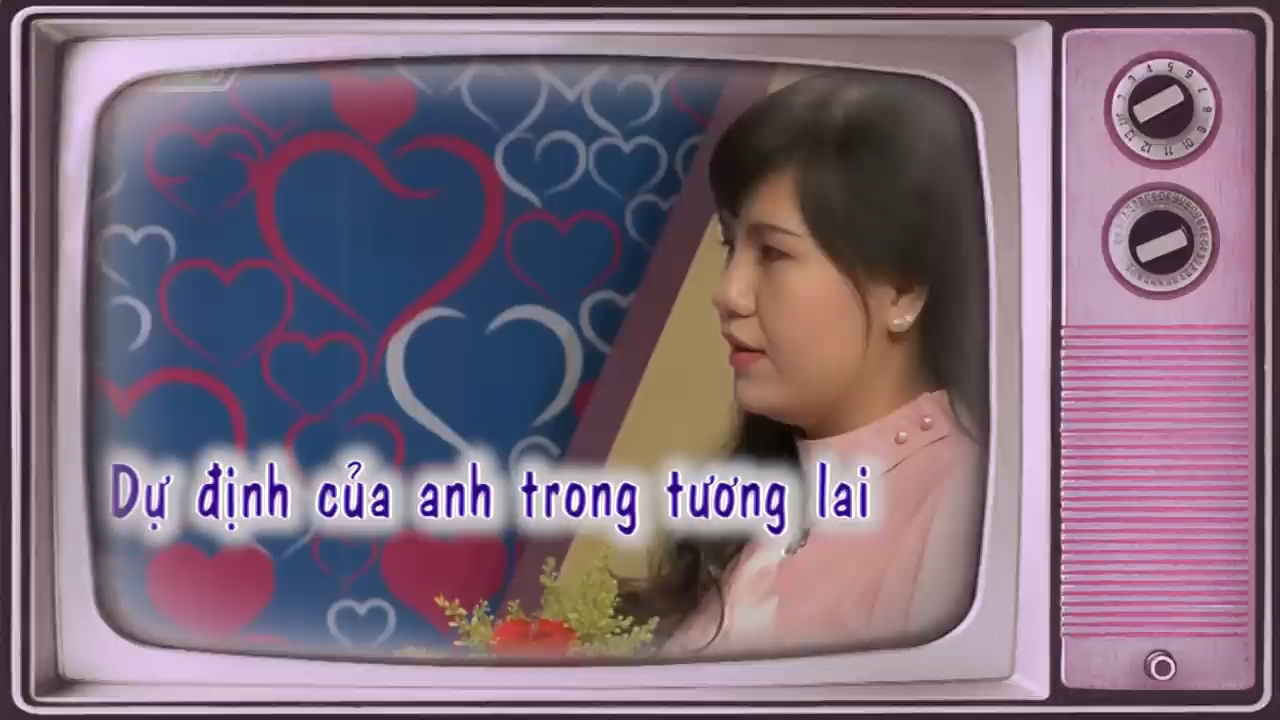 Dự định của anh trong tương lai